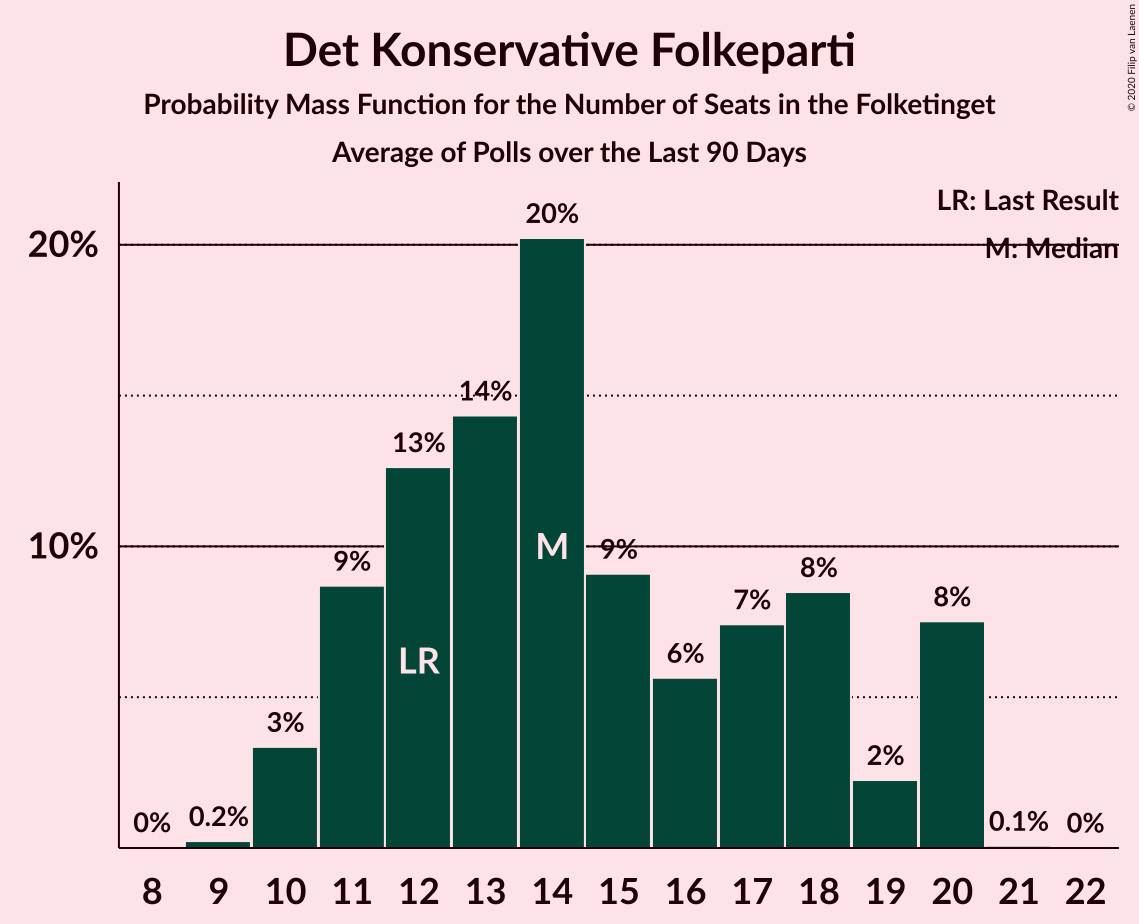 Det Konservative Folkeparti
Probability Mass Function for the Number of Seats in the Folketinget
Average of Polls over the Last 90 Days
© 2020 Filip van Laenen
LR: Last Result
M: Median
20%
10%
0%
0.2%
3%
9%
13%
14%
20%
9%
6%
7%
8%
2%
8%
0.1%
0%
LR
M
8 9 10 11 12 13 14 15 16 17 18 19 20 21 22